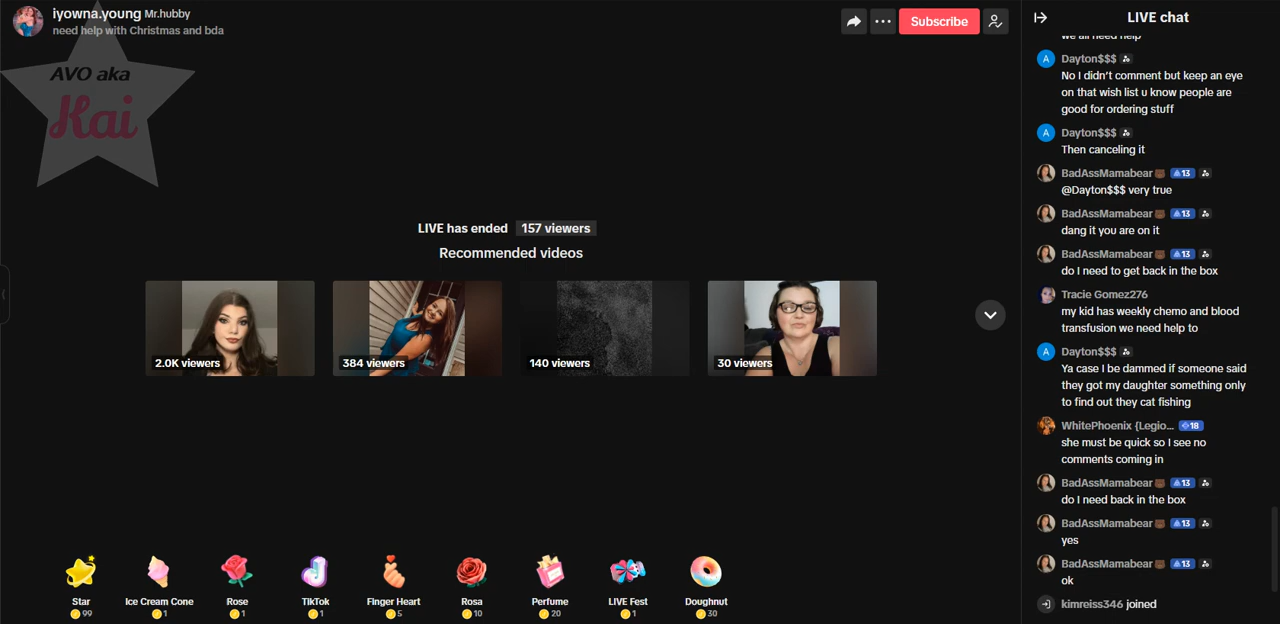 iyowna.young Mr.hubby
need help with Christmas and bda
AVO aka
Kai
Subscribe
LIVE has ended 157 viewers
Recommended videos
2.0K viewers
384 viewers
140 viewers
30 viewers
Star
99
Ice Cream Cone
1
Rose
1
TikTok
1
Finger Heart
5
Rosa
10
Perfume
20
LIVE Fest
1
Doughnut
30
LIVE chat
we all need help
A Dayton$$$
No I didn't comment but keep an eye
on that wish list u know people are
good for ordering stuff
A Dayton$$$
Then canceling it
BadAssMamabear 13
@Dayton$$$ very true
BadAssMamabear 13
dang it you are on it
BadAssMamabear 13
do I need to get back in the box
Tracie Gomez276
my kid has weekly chemo and blood
transfusion we need help to
A Dayton$$$
Ya case I be dammed if someone said
they got my daughter something only
to find out they cat fishing
WhitePhoenix {Legio... 18
she must be quick so I see no
comments coming in
BadAssMamabear 13
do I need back in the box
BadAssMamabear 13
yes
BadAssMamabear 13
ok
kimreiss346 joined